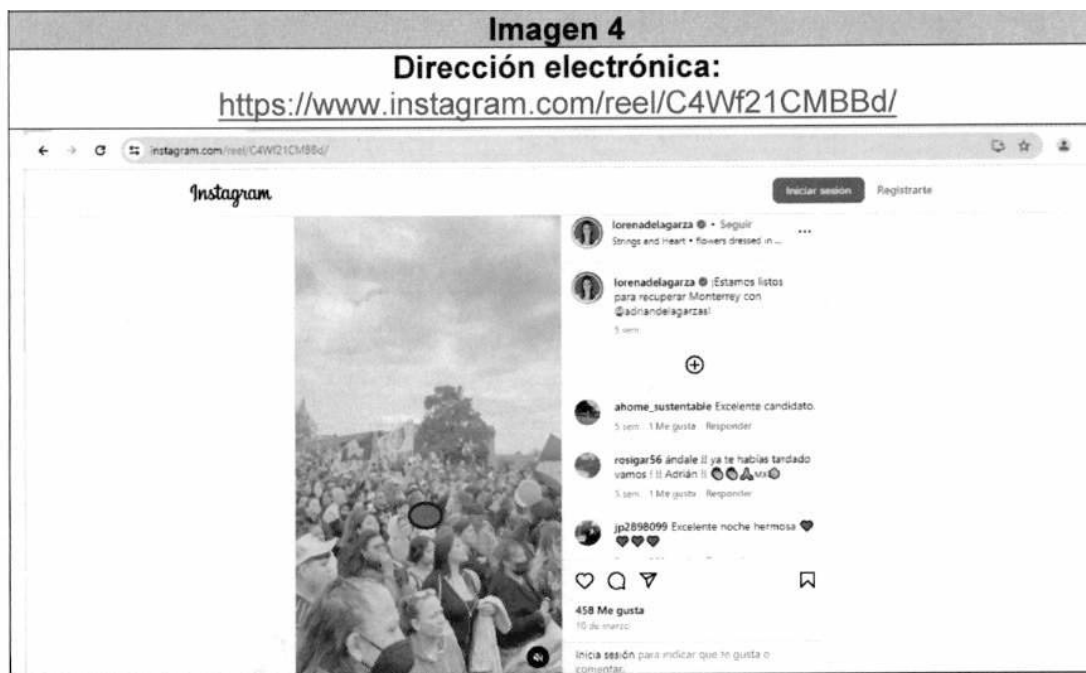 Imagen 4
Dirección electrónica:
https://www.instagram.com/reel/C4Wf21CMBBd/
instagram.com/reel/C4Wf21CMBBd/
Instagram
Iniciar sesión
Registrarte
lorenadelagarza • Seguir
Strings and Heart • flowers dressed in ...
lorenadelagarza ¡Estamos listos
para recuperar Monterrey con
@adriandelagarzas!
5 sem
ahome_sustentable Excelente candidato.
5 sem 1 Me gusta Responder
rosigar56 ándale !! ya te habías tardado
vamos ! !! Adrián !!
5 sem 1 Me gusta Responder
jp2898099 Excelente noche hermosa
458 Me gusta
10 de marzo
Inicia sesión para indicar que te gusta o
comentar.